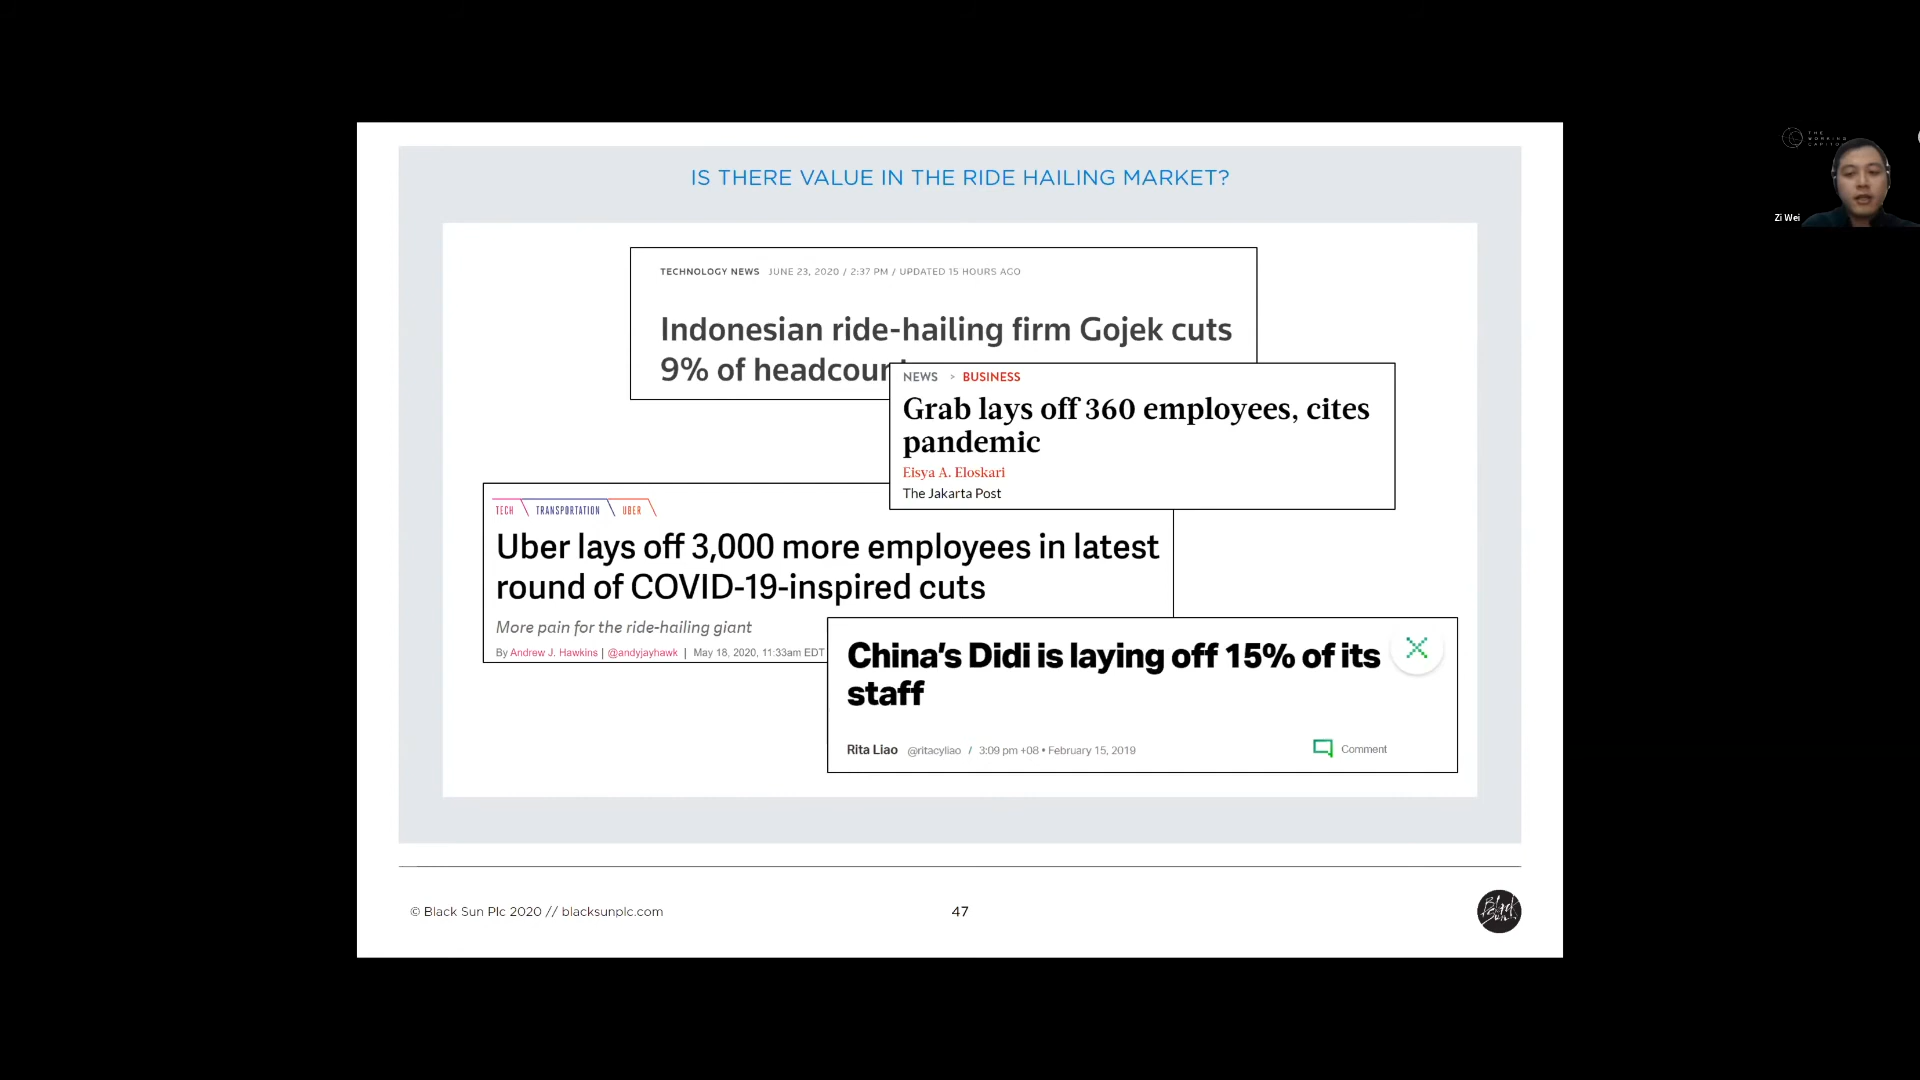 IS THERE VALUE IN THE RIDE HAILING MARKET?
THE
WORKING
CAPITOL
Zi Wei
TECHNOLOGY NEWS JUNE 23, 2020 / 2:37 PM / UPDATED 15 HOURS AGO
Indonesian ride-hailing firm Gojek cuts
9% of
NEWS > BUSINESS
Grab lays off 360 employees, cites
pandemic
Eisya A. Eloskari
The Jakarta Post
TECH TRANSPORTATION UBER
Uber lays off 3,000 more employees in latest
round of COVID-19-inspired cuts
More pain for the ride-hailing giant
By Andrew J. Hawkins | @andyjayhawk | May 18, 2020, 11:33am EDT
China's Didi is laying off 15% of its
staff
Rita Liao @ritacyliao / 3:09 pm +08 • February 15, 2019
Comment
© Black Sun Plc 2020 // blacksunplc.com
47
Black
Sun